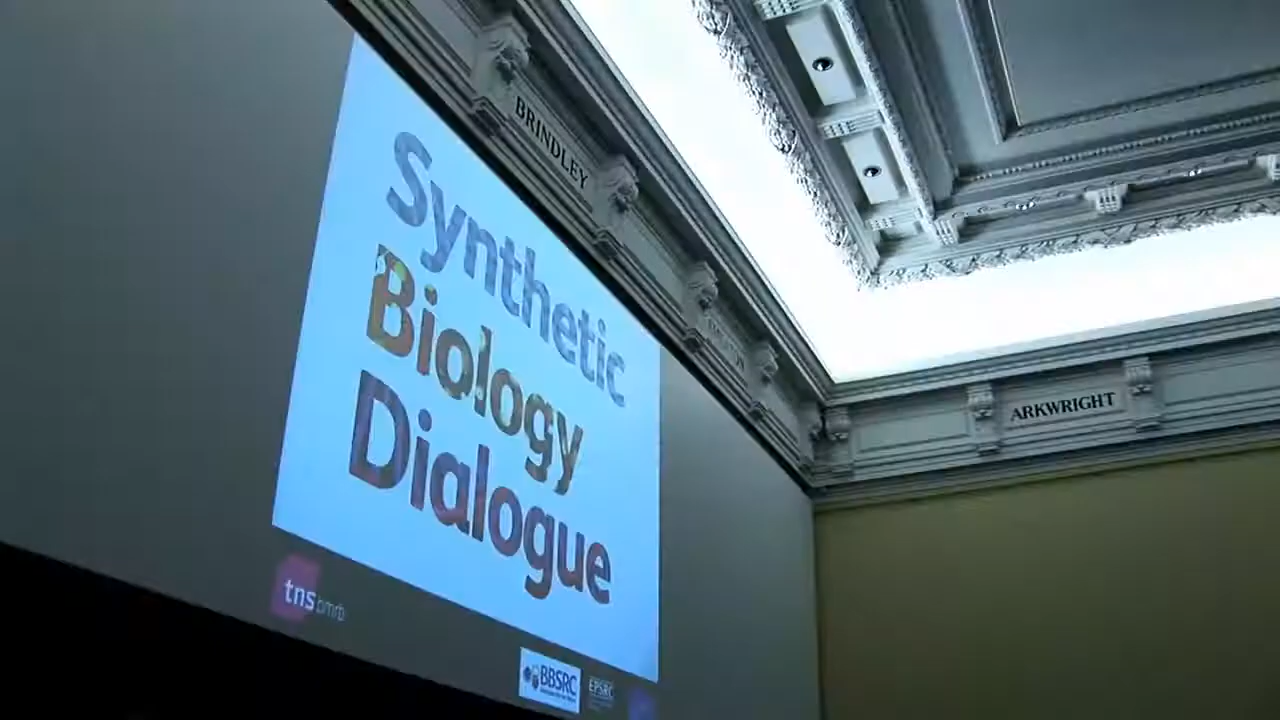 BRINDLEY
Synthetic
Biology
Dialogue
ARKWRIGHT
tns bmrb
BBSRC
EPSRC